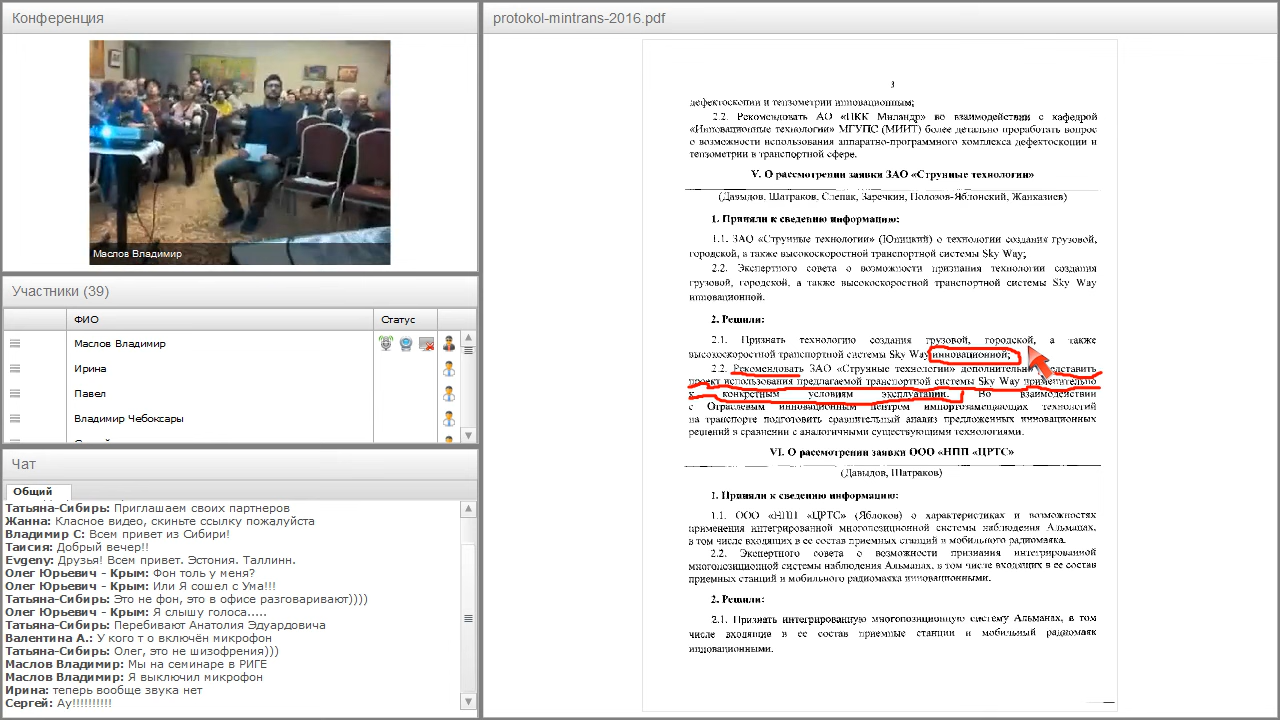 Конференция
Маслов Владимир
Участники (39)
ФИО
Статус
Маслов Владимир
Ирина
Павел
Владимир Чебоксары
Чат
Общий
Татьяна-Сибирь: Приглашаем своих партнеров
Жанна: Класное видео, скиньте ссылку пожалуйста
Владимир С: Всем привет из Сибири!
Таисия: Добрый вечер!!
Evgeny: Друзья! Всем привет. Эстония. Таллинн.
Олег Юрьевич - Крым: Фон толь у меня?
Олег Юрьевич - Крым: Или Я сошел с Ума!!!
Татьяна-Сибирь: Это не фон, это в офисе разговаривают))))
Олег Юрьевич - Крым: Я слышу голоса.....
Татьяна-Сибирь: Перебивают Анатолия Эдуардовича
Валентина А.: У кого т о включён микрофон
Татьяна-Сибирь: Олег, это не шизофрения)))
Маслов Владимир: Мы на семинаре в РИГЕ
Маслов Владимир: Я выключил микрофон
Ирина: теперь вообще звука нет
Сергей: Ау!!!!!!!!!!
protokol-mintrans-2016.pdf
3
дефектоскопии и тензометрии инновационным;
2.2. Рекомендовать АО «ПКК Миландр» во взаимодействии с кафедрой
«Инновационные технологии» МГУПС (МИИТ) более детально проработать вопрос
о возможности использования аппаратно-программного комплекса дефектоскопии и
тензометрии в транспортной сфере.
V. О рассмотрении заявки ЗАО «Струнные технологии»
(Давыдов, Шатраков, Слепак, Заречкин, Полозов-Яблонский, Жанказиев)
1. Приняли к сведению информацию:
1.1. ЗАО «Струнные технологии» (Юницкий) о технологии создания грузовой,
городской, а также высокоскоростной транспортной системы Sky Way;
2.2. Экспертного совета о возможности признания технологии создания
грузовой, городской, а также высокоскоростной транспортной системы Sky Way
инновационной.
2. Решили:
2.1. Признать технологию создания грузовой, городской, а также
высокоскоростной транспортной системы Sky Way инновационной;
2.2. Рекомендовать ЗАО «Струнные технологии» дополнительно представить
проект использования предлагаемой транспортной системы Sky Way применительно
к конкретным условиям эксплуатации. Во взаимодействии
с Отраслевым инновационным центром импортозамещающих технологий
на транспорте подготовить сравнительный анализ предложенных инновационных
решений в сравнении с аналогичными существующими технологиями.
VI. О рассмотрении заявки ООО «НПП «ЦРТС»
(Давыдов, Шатраков)
1. Приняли к сведению информацию:
1.1. ООО «НПП «ЦРТС» (Яблоков) о характеристиках и возможностях
применения интегрированной многопозиционной системы наблюдения Альманах,
в том числе входящих в ее состав приемных станций и мобильного радиомаяка.
2.2. Экспертного совета о возможности признания интегрированной
многопозиционной системы наблюдения Альманах, в том числе входящих в ее состав
приемных станций и мобильного радиомаяка инновационными.
2. Решили:
2.1. Признать интегрированную многопозиционную систему Альманах, в том
числе входящие в ее состав приемные станции и мобильный радиомаяк
инновационными.